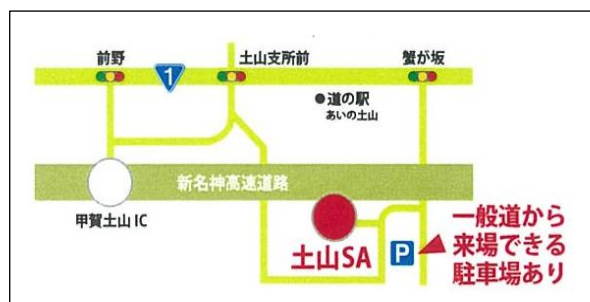 前野
1
土山支所前
蟹が坂
●道の駅
あいの土山
新名神高速道路
甲賀土山IC
土山SA
P
一般道から
来場できる
駐車場あり